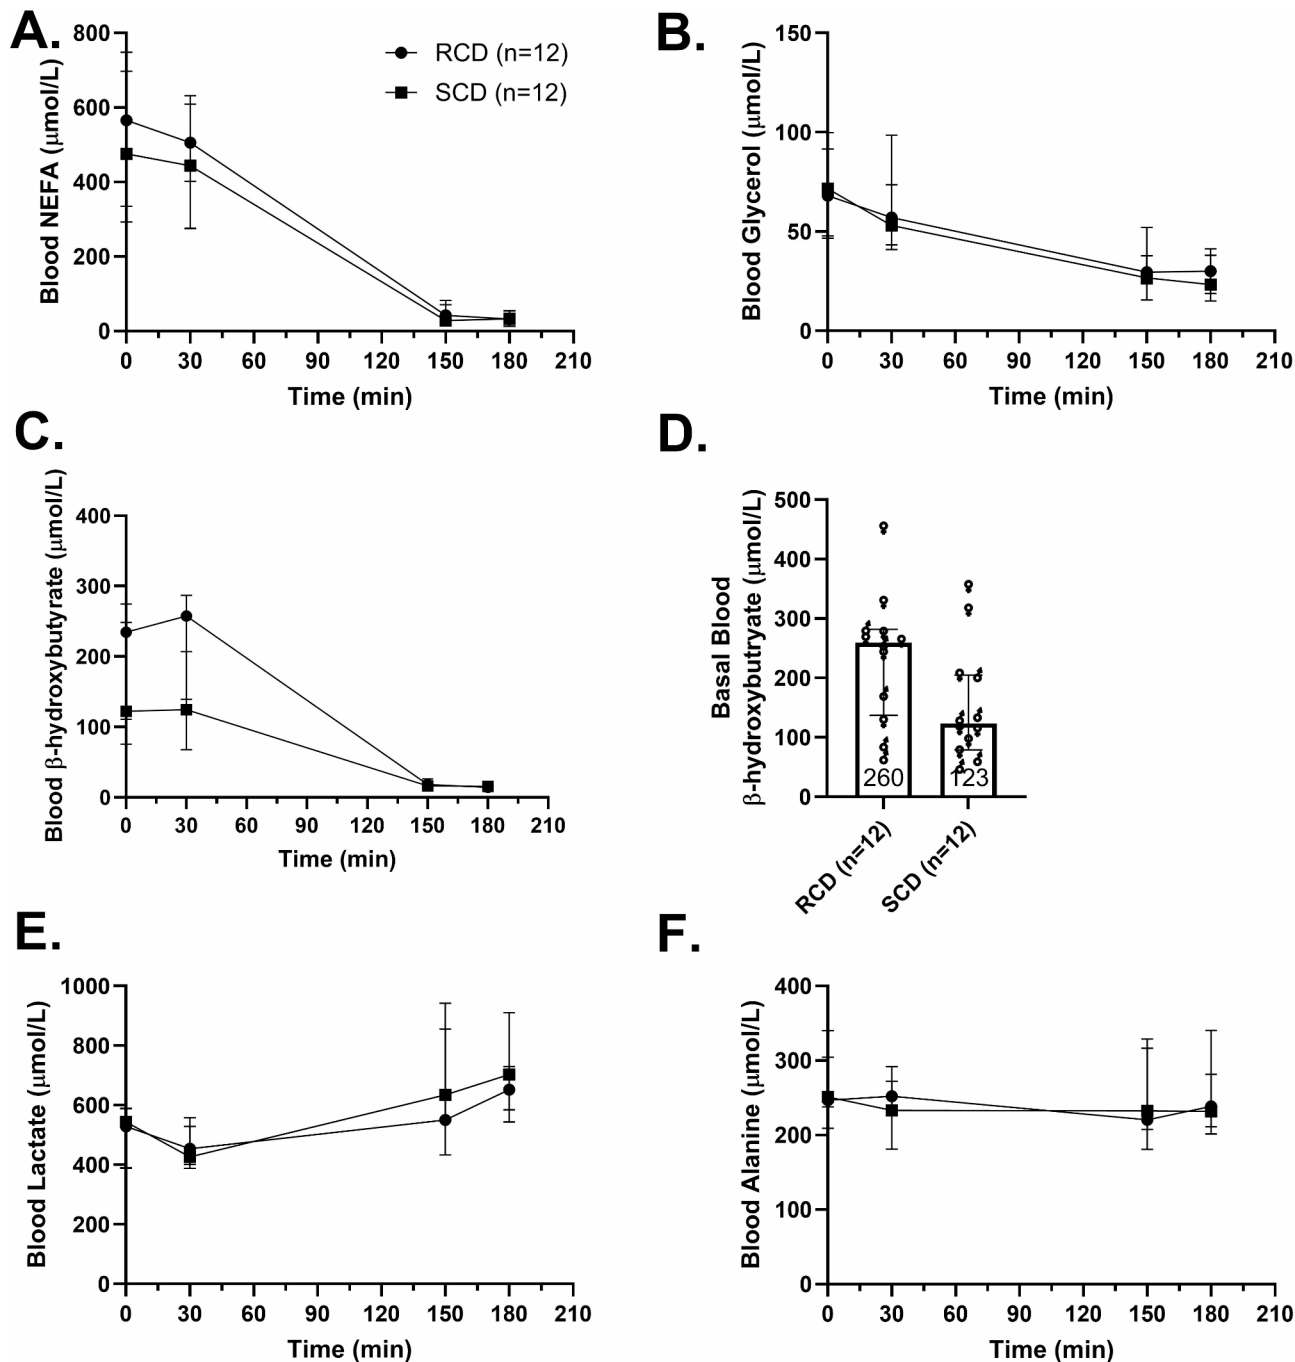 A.
Blood NEFA (μmol/L)
800
600
400
200
0
RCD (n=12)
SCD (n=12)
0 30 60 90 120 150 180 210
Time (min)
B.
Blood Glycerol (μmol/L)
150
100
50
0
0 30 60 90 120 150 180 210
Time (min)
C.
Blood β-hydroxybutyrate (μmol/L)
400
300
200
100
0
0 30 60 90 120 150 180 210
Time (min)
D.
Basal Blood
β-hydroxybutryate (μmol/L)
500
400
300
200
100
0
260
123
RCD (n=12)
SCD (n=12)
E.
Blood Lactate (μmol/L)
1000
800
600
400
200
0
0 30 60 90 120 150 180 210
Time (min)
F.
Blood Alanine (μmol/L)
400
300
200
100
0
0 30 60 90 120 150 180 210
Time (min)